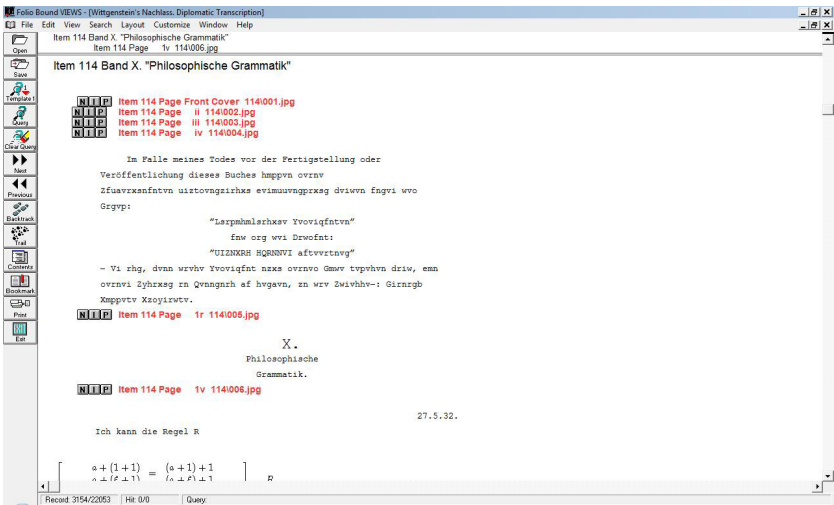 Folio Bound VIEWS - [Wittgenstein's Nachlass. Diplomatic Transcription]
File Edit View Search Layout Customize Window Help
Item 114 Band X. "Philosophische Grammatik"
Item 114 Page 1v 114\006.jpg
Open
Save
Template 1
Query
Clear Query
Next
Previous
Backtrack
Trail
Contents
Bookmark
Print
Exit
Item 114 Band X. "Philosophische Grammatik"
N I P Item 114 Page Front Cover 114\001.jpg
N I P Item 114 Page ii 114\002.jpg
N I P Item 114 Page iii 114\003.jpg
N I P Item 114 Page iv 114\004.jpg
Im Falle meines Todes vor der Fertigstellung oder
Veröffentlichung dieses Buches hmppvn ovrnv
Zfuavrxsnfntvn uiztovngzirhxs evimuuvngprxsg dviwvn fngvi wvo
Grgvp:
"Lsrpmhmlsrhxsv Yvoviqfntvn"
fnw org wvi Drwofnt:
"UIZNXRH HQRNNVI aftvvrtnvg"
– Vi rhg, dvnn wrvhv Yvoviqfnt nzxs ovrnvo Gmwv tvpvhvn driw, emn
ovrnvi Zyhrxsg rn Qvnngnrh af hvgavn, zn wrv Zwivhhv–: Girnrgb
Xmppvtv Xzoyirwtv.
N I P Item 114 Page 1r 114\005.jpg
X.
Philosophische
Grammatik.
N I P Item 114 Page 1v 114\006.jpg
27.5.32.
Ich kann die Regel R
a + (1 + 1) = (a + 1) + 1
R
Record: 3154/22053 Hit: 0/0 Query: